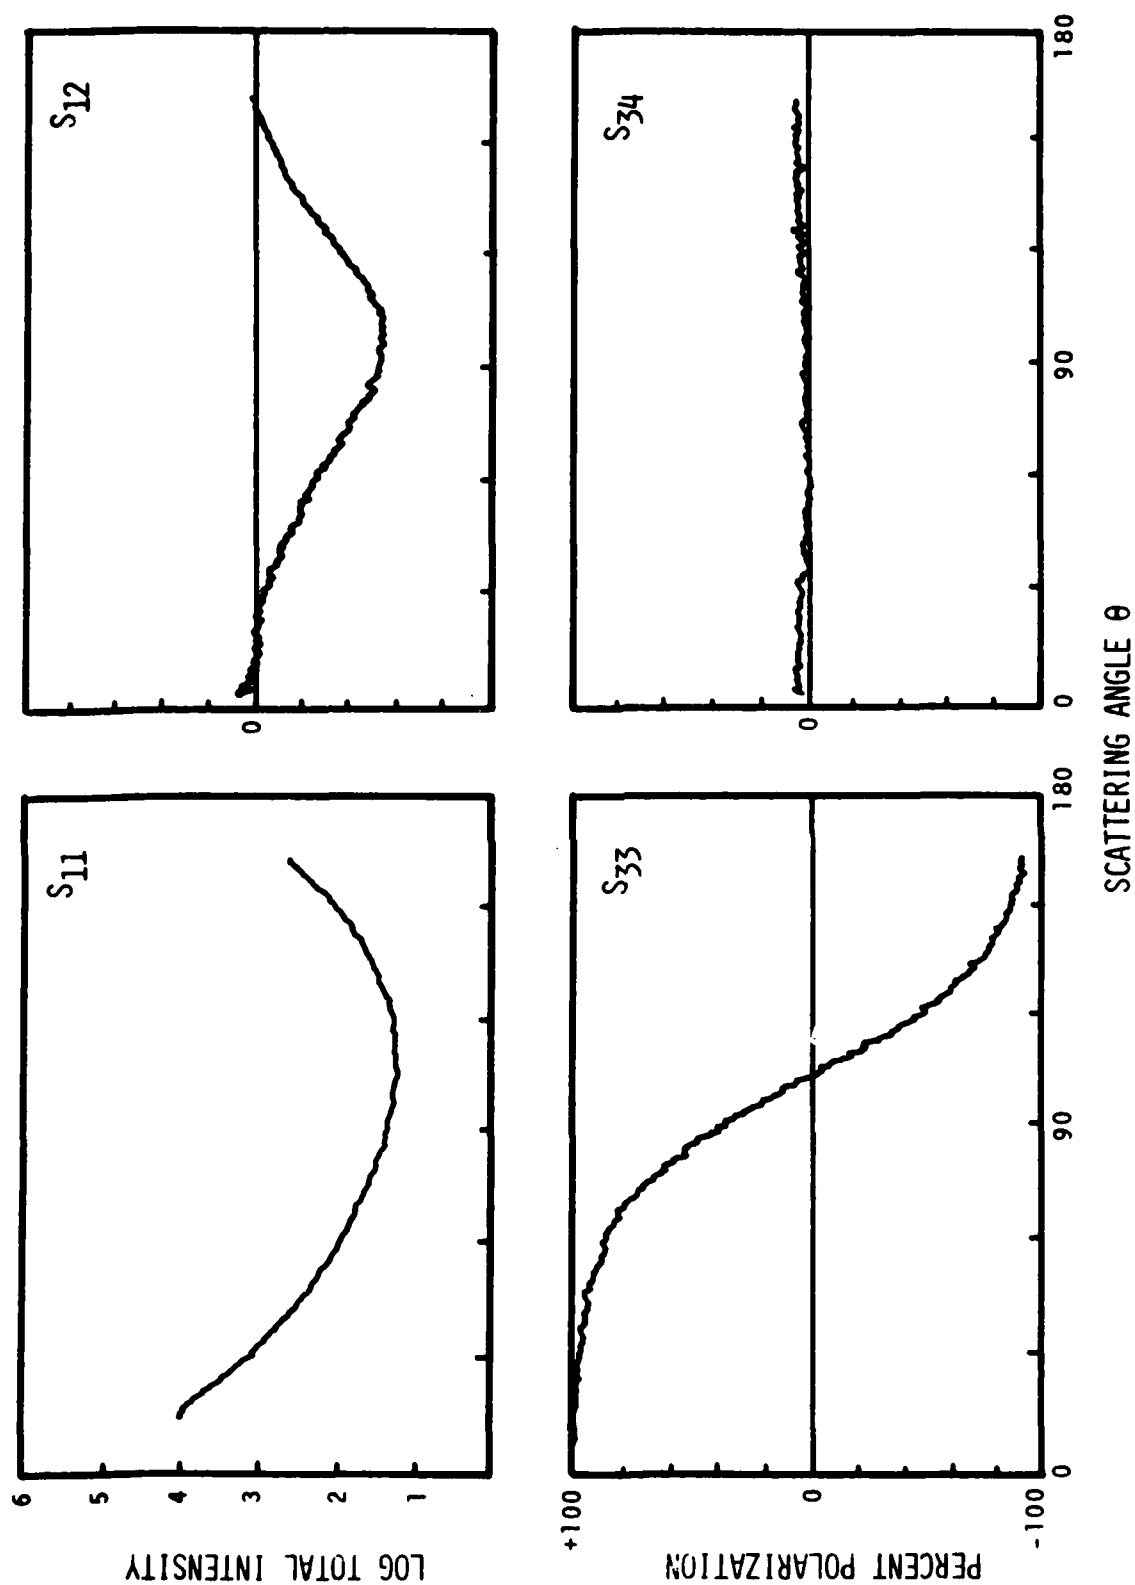 LOG TOTAL INTENSITY
6
5
4
3
2
1
S11
0
S12
PERCENT POLARIZATION
+100
0
-100
S33
0
90
180
0
S34
0
90
180
SCATTERING ANGLE θ